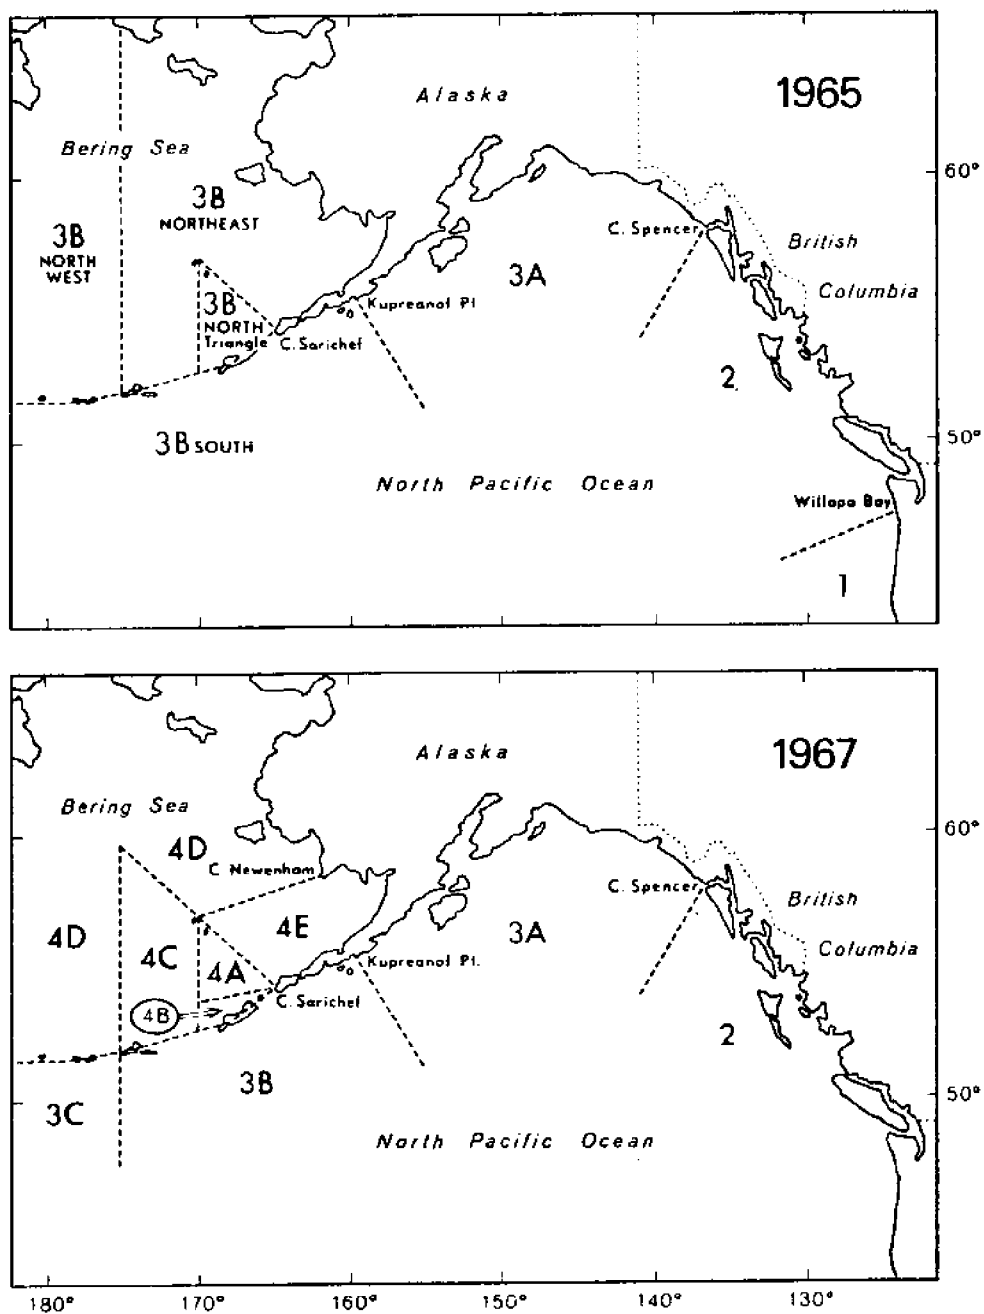 1965
Alaska
Bering Sea
60°
3B
NORTHEAST
3B
NORTH
WEST
C. Spencer
British
Columbia
3A
3B
NORTH
Triangle
Kupreanof Pt
C. Sarichef
2
50°
3B SOUTH
North Pacific Ocean
Willapa Bay
1
1967
Alaska
Bering Sea
60°
4D
C. Newenham
C. Spencer
British
Columbia
4D
4E
3A
4C
4A
Kupreanof Pt.
C. Sarichef
4B
2
3B
50°
3C
North Pacific Ocean
180° 170° 160° 150° 140° 130°